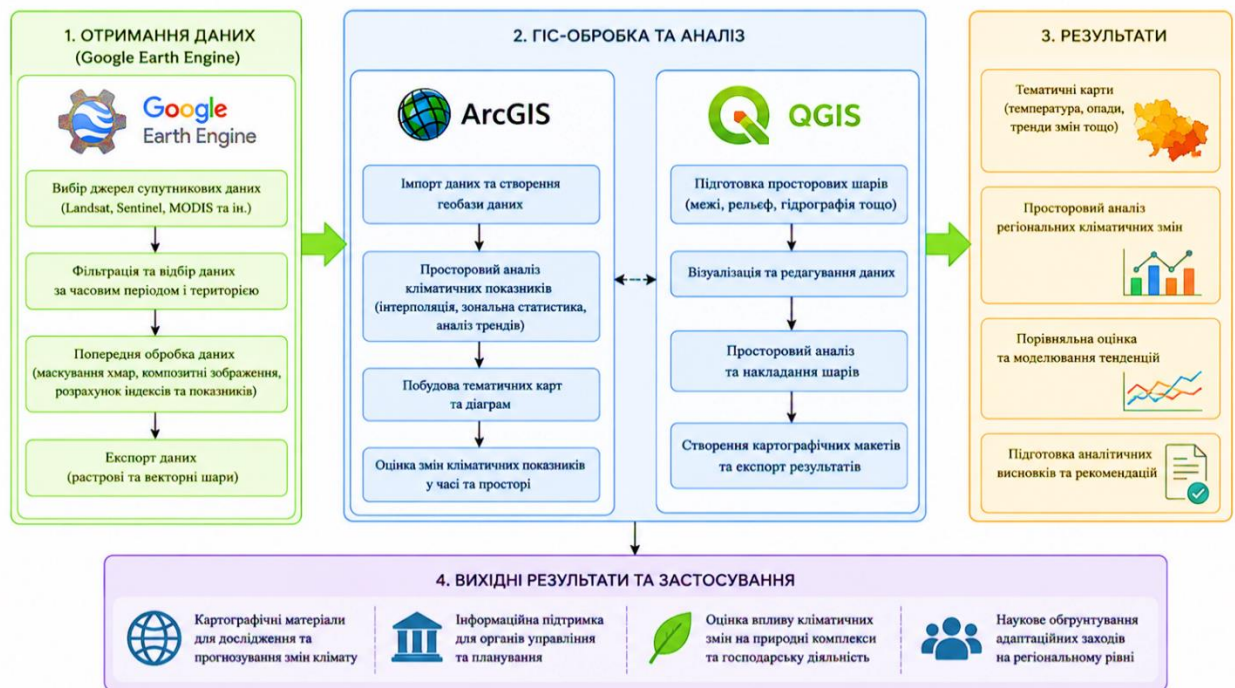 1. ОТРИМАННЯ ДАНИХ
(Google Earth Engine)
Google
Earth Engine
Вибір джерел супутникових даних
(Landsat, Sentinel, MODIS та ін.)
Фільтрація та відбір даних
за часовим періодом і територією
Попередня обробка даних
(маскування хмар, композитні зображення,
розрахунок індексів та показників)
Експорт даних
(растрові та векторні шари)
2. ГІС-ОБРОБКА ТА АНАЛІЗ
ArcGIS
Імпорт даних та створення
геобази даних
Просторовий аналіз
кліматичних показників
(інтерполяція, зональна статистика,
аналіз трендів)
Побудова тематичних карт
та діаграм
Оцінка змін кліматичних показників
у часі та просторі
QGIS
Підготовка просторових шарів
(межі, рельєф, гідрографія тощо)
Візуалізація та редагування даних
Просторовий аналіз
та накладання шарів
Створення картографічних макетів
та експорт результатів
3. РЕЗУЛЬТАТИ
Тематичні карти
(температура, опади,
тренди змін тощо)
Просторовий аналіз
регіональних кліматичних змін
Порівняльна оцінка
та моделювання тенденцій
Підготовка аналітичних
висновків та рекомендацій
4. ВИХІДНІ РЕЗУЛЬТАТИ ТА ЗАСТОСУВАННЯ
Картографічні матеріали
для дослідження та
прогнозування змін клімату
Інформаційна підтримка
для органів управління
та планування
Оцінка впливу кліматичних
змін на природні комплекси
та господарську діяльність
Наукове обґрунтування
адаптаційних заходів
на регіональному рівні